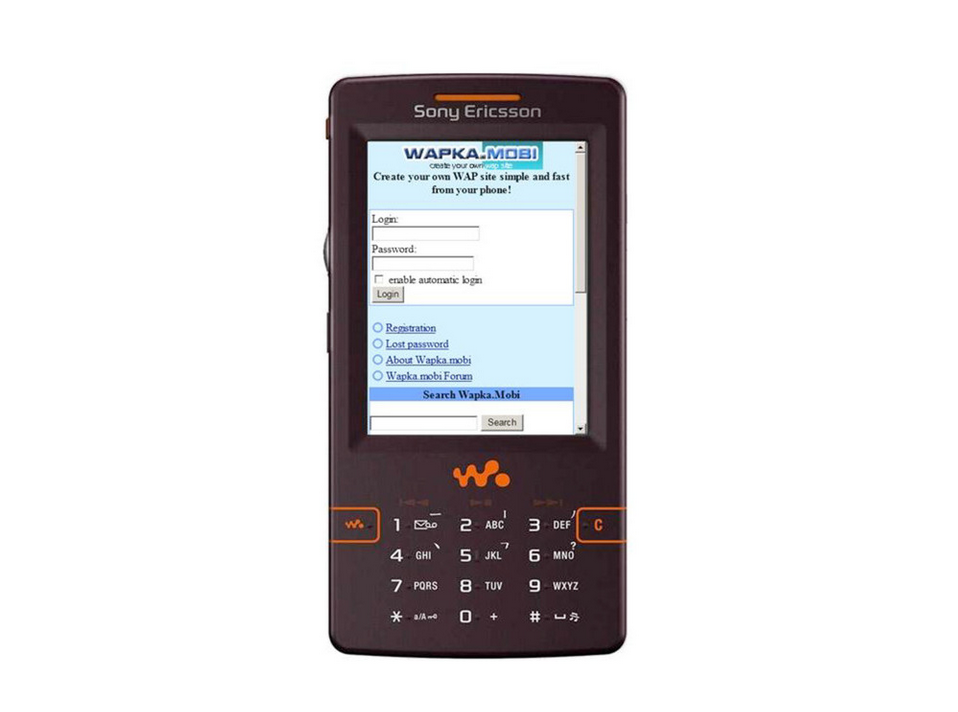 Sony Ericsson
WAPKA.MOBI
create your own wap site
Create your own WAP site simple and fast
from your phone!
Login:
Password:
enable automatic login
Login
Registration
Lost password
About Wapka.mobi
Wapka.mobi Forum
Search Wapka.Mobi
Search
1 2 ABC 3 DEF C
4 GHI 5 JKL 6 MNO ?
7 PQRS 8 TUV 9 WXYZ
* a/A 0 + #